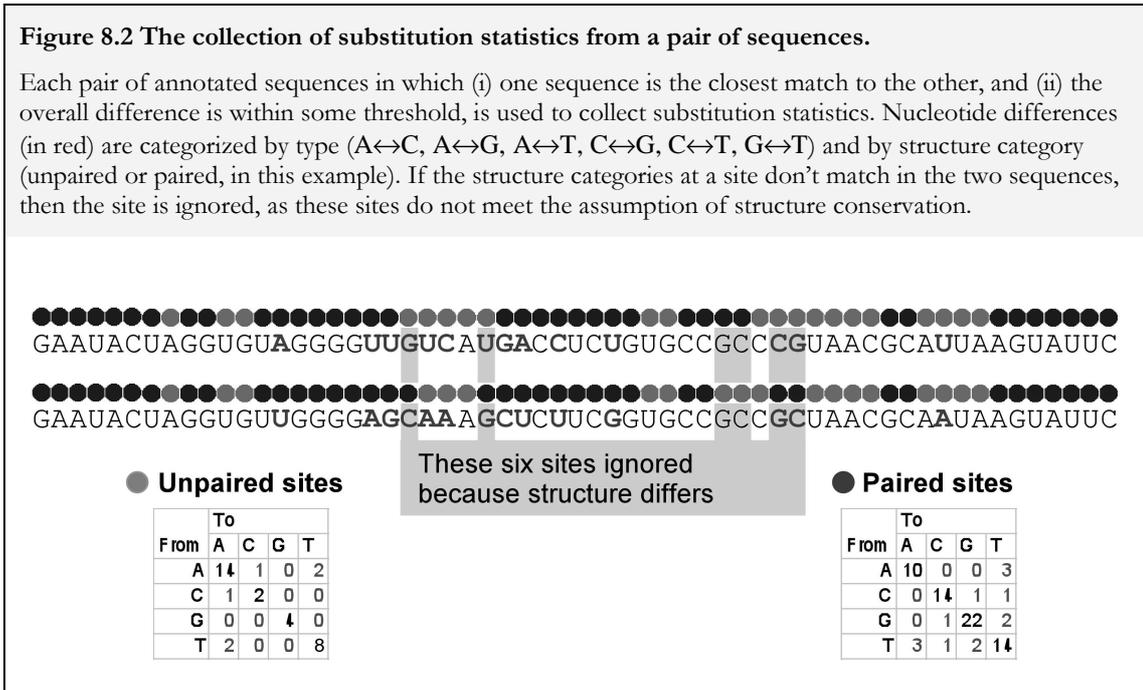 Figure 8.2 The collection of substitution statistics from a pair of sequences.
Each pair of annotated sequences in which (i) one sequence is the closest match to the other, and (ii) the
overall difference is within some threshold, is used to collect substitution statistics. Nucleotide differences
(in red) are categorized by type (A↔C, A↔G, A↔T, C↔G, C↔T, G↔T) and by structure category
(unpaired or paired, in this example). If the structure categories at a site don't match in the two sequences,
then the site is ignored, as these sites do not meet the assumption of structure conservation.
GAAUACUAGGUGUAGGGGUUGUCAUGACCUCUGUGCCGCCCGUAACGCAUUAAGUAUUC
GAAUACUAGGUGUUGGGGAGCAAAGCUCUUCGGUGCCGCCGCUAACGCAAUAAGUAUUC
These six sites ignored
because structure differs
Unpaired sites
To
From A C G T
A 14 1 0 2
C 1 2 0 0
G 0 0 4 0
T 2 0 0 8
Paired sites
To
From A C G T
A 10 0 0 3
C 0 14 1 1
G 0 1 22 2
T 3 1 2 14